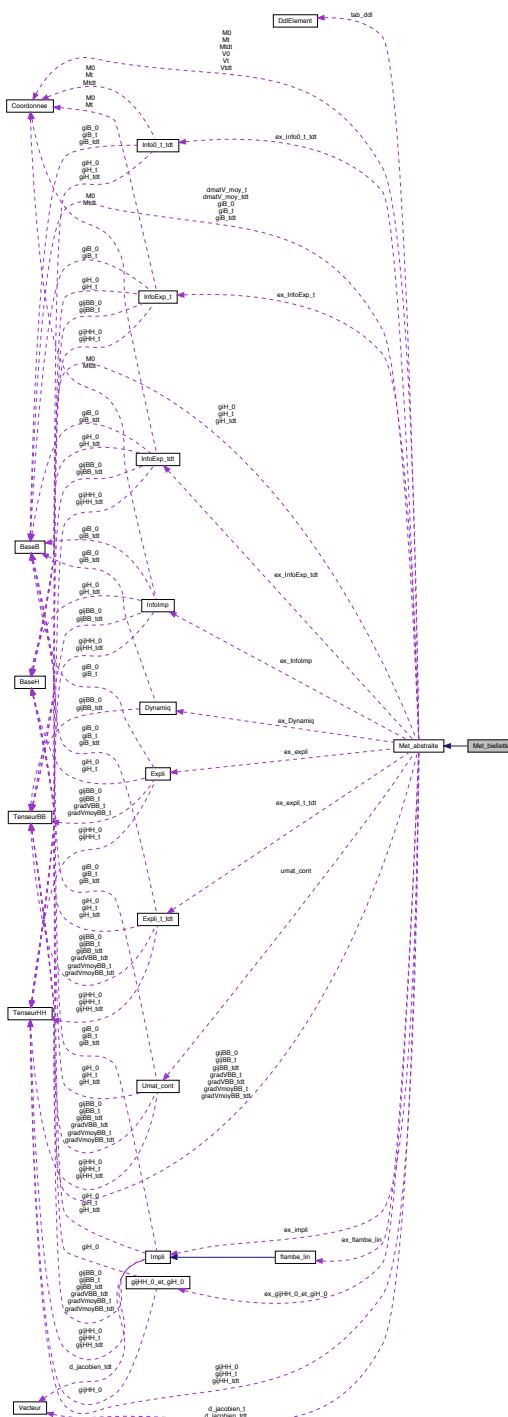 DdlElement
tab_ddl
M0
Mt
Mtdt
V0
Vt
Vtdt
M0
Mt
Mtdt
M0
Mt
Coordonnee
giB_0
giB_t
giB_tdt
Info0_t_tdt
ex_Info0_t_tdt
giH_0
giH_t
giH_tdt
M0
Mtdt
dmatV_moy_t
dmatV_moy_tdt
giB_0
giB_t
giB_tdt
giB_0
giB_t
giH_0
giH_t
InfoExp_t
ex_InfoExp_t
gijBB_0
gijBB_t
gijHH_0
gijHH_t
M0
Mtdt
giH_0
giH_t
giH_tdt
giB_0
giB_tdt
giH_0
giH_tdt
InfoExp_tdt
gijBB_0
gijBB_tdt
gijHH_0
gijHH_tdt
giB_0
giB_tdt
BaseB
giB_0
giB_tdt
ex_InfoExp_tdt
giH_0
giH_tdt
InfoImp
gijBB_0
gijBB_tdt
gijHH_0
gijHH_tdt
ex_InfoImp
giB_0
giB_t
BaseH
gijBB_0
gijBB_tdt
Dynamiq
ex_Dynamiq
giB_0
giB_t
giB_tdt
Met_abstraite
Met_biellette
ex_expli
giH_0
giH_t
Expli
gijBB_0
gijBB_t
gradVBB_t
gradVmoyBB_t
TenseurBB
ex_expli_t_tdt
gijHH_0
gijHH_t
giB_0
giB_t
giB_tdt
umat_cont
giH_0
giH_t
giH_tdt
Expli_t_tdt
gijBB_0
gijBB_t
gijBB_tdt
gradVBB_tdt
gradVmoyBB_tdt
gijHH_0
gijHH_t
gijHH_tdt
TenseurHH
giB_0
giB_t
giB_tdt
gijBB_0
gijBB_t
gijBB_tdt
gradVBB_t
gradVBB_tdt
gradVmoyBB_t
gradVmoyBB_tdt
giH_0
giH_t
giH_tdt
Umat_cont
gijBB_0
gijBB_t
gijBB_tdt
gradVBB_tdt
gradVmoyBB_tdt
gijHH_0
gijHH_t
gijHH_tdt
giH_0
giH_t
giH_tdt
ex_impli
ex_flambe_lin
giH_0
Impli
flambe_lin
gijHH_0_et_giH_0
ex_gijHH_0_et_giH_0
gijBB_0
gijBB_t
gijBB_tdt
gradVBB_tdt
gradVmoyBB_t
gradVmoyBB_tdt
gijHH_0
gijHH_t
gijHH_tdt
d_jacobien_tdt
gijHH_0
gijHH_t
gijHH_tdt
gijHH_0
Vecteur
d_jacobien_t
d_jacobien_tdt